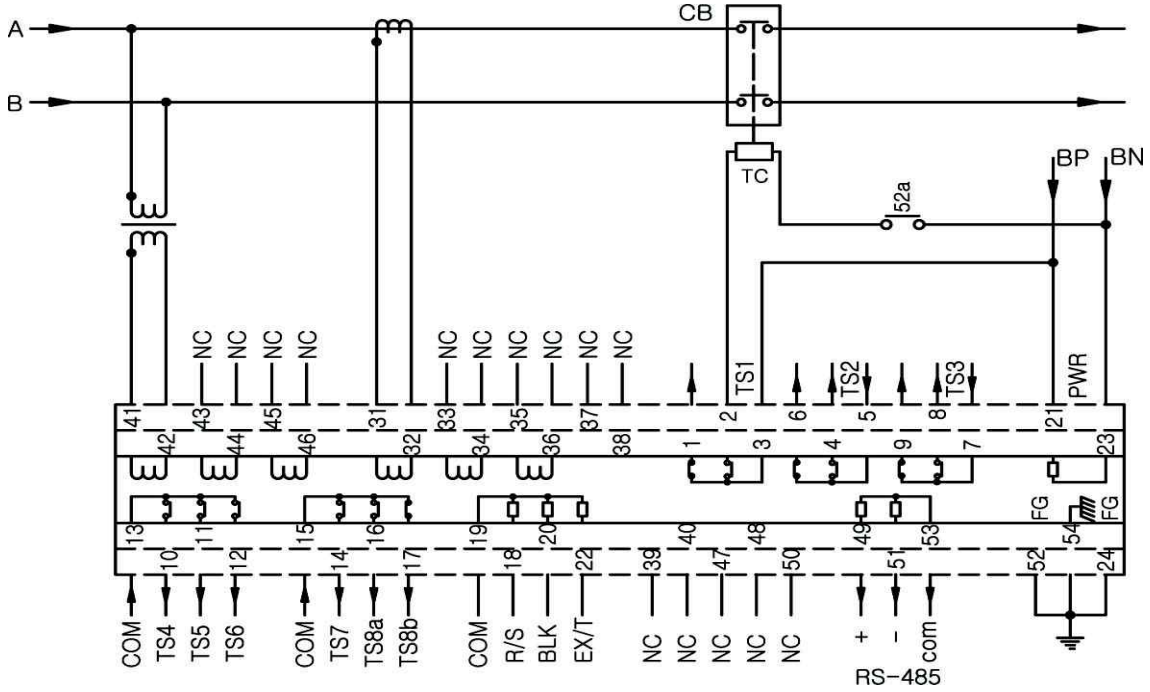 A
CB
B
TC
BP
BN
52a
NC
NC
NC
NC
NC
NC
NC
NC
NC
NC
TS1
TS2
TS3
PWR
41
43
45
31
33
35
37
2
6
5
8
21
42
44
46
32
34
36
38
1
3
4
9
7
23
FG
FG
13
11
15
16
19
20
40
48
49
53
54
10
12
14
17
18
22
39
47
50
51
52
24
COM
TS4
TS5
TS6
COM
TS7
TS8a
TS8b
COM
R/S
BLK
EX/T
NC
NC
NC
NC
NC
+
-
com
RS-485